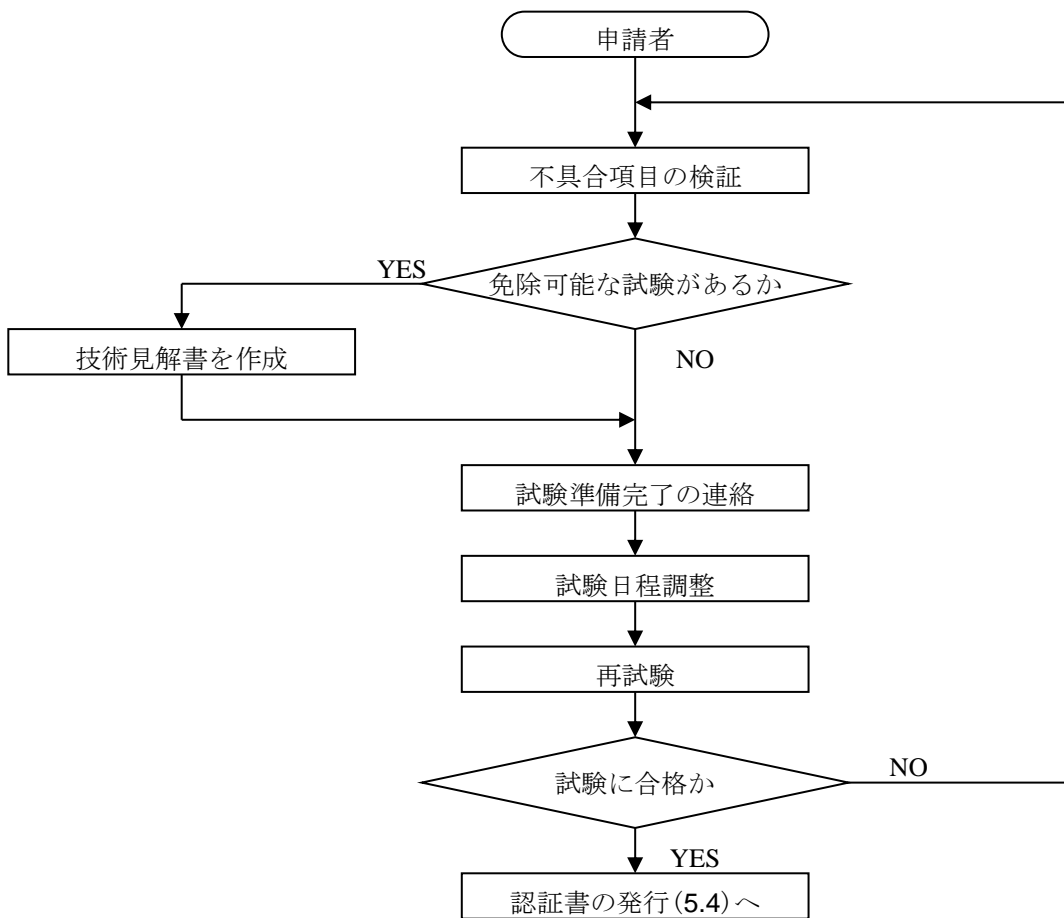 申請者
不具合項目の検証
免除可能な試験があるか
YES
技術見解書を作成
NO
試験準備完了の連絡
試験日程調整
再試験
試験に合格か
NO
YES
認証書の発行(5.4)へ